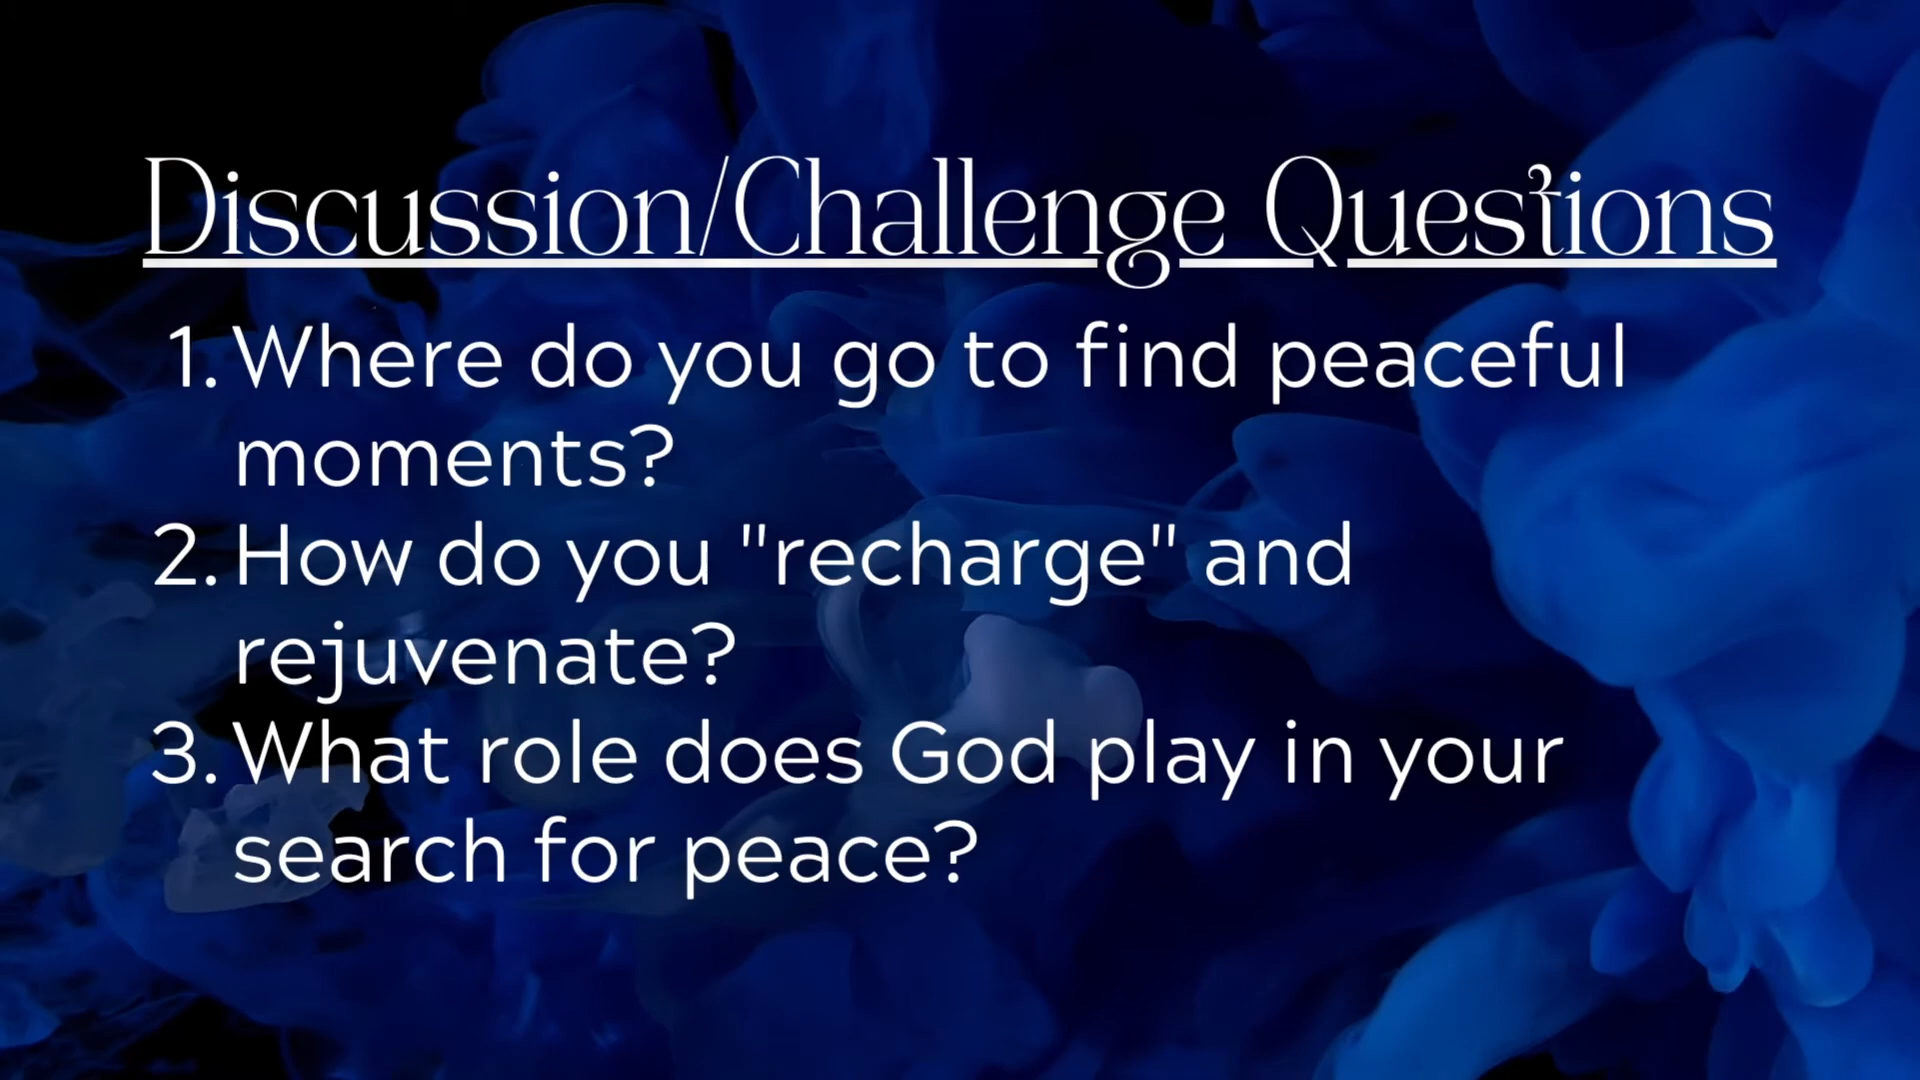 Discussion/Challenge Questions
1. Where do you go to find peaceful
moments?
2. How do you "recharge" and
rejuvenate?
3. What role does God play in your
search for peace?